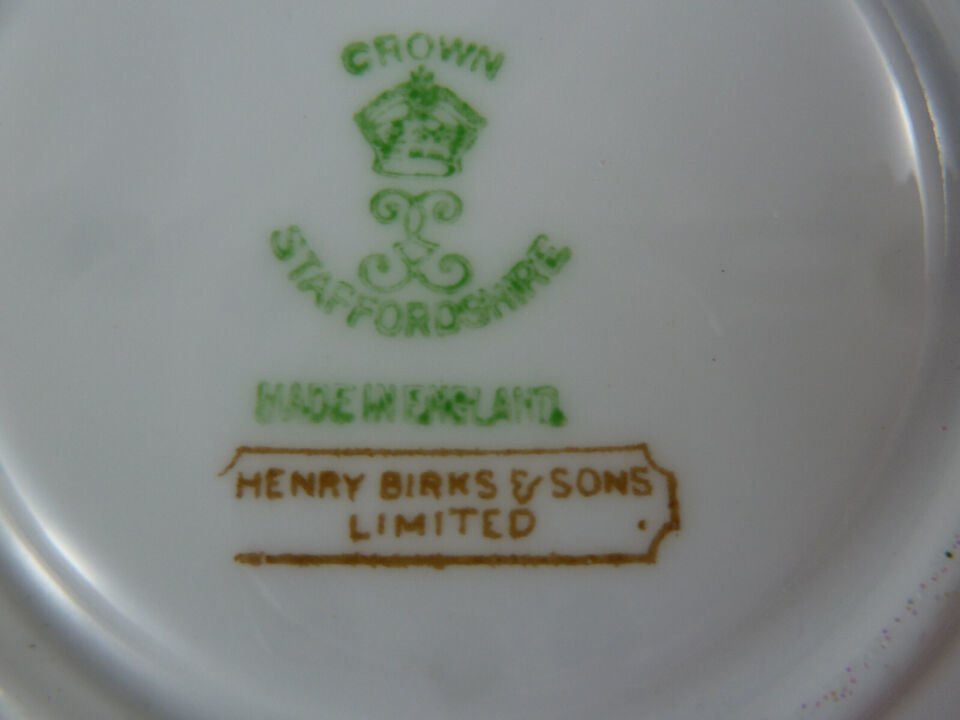 CROWN
STAFFORDSHIRE
MADE IN ENGLAND.
HENRY BIRKS & SONS
LIMITED